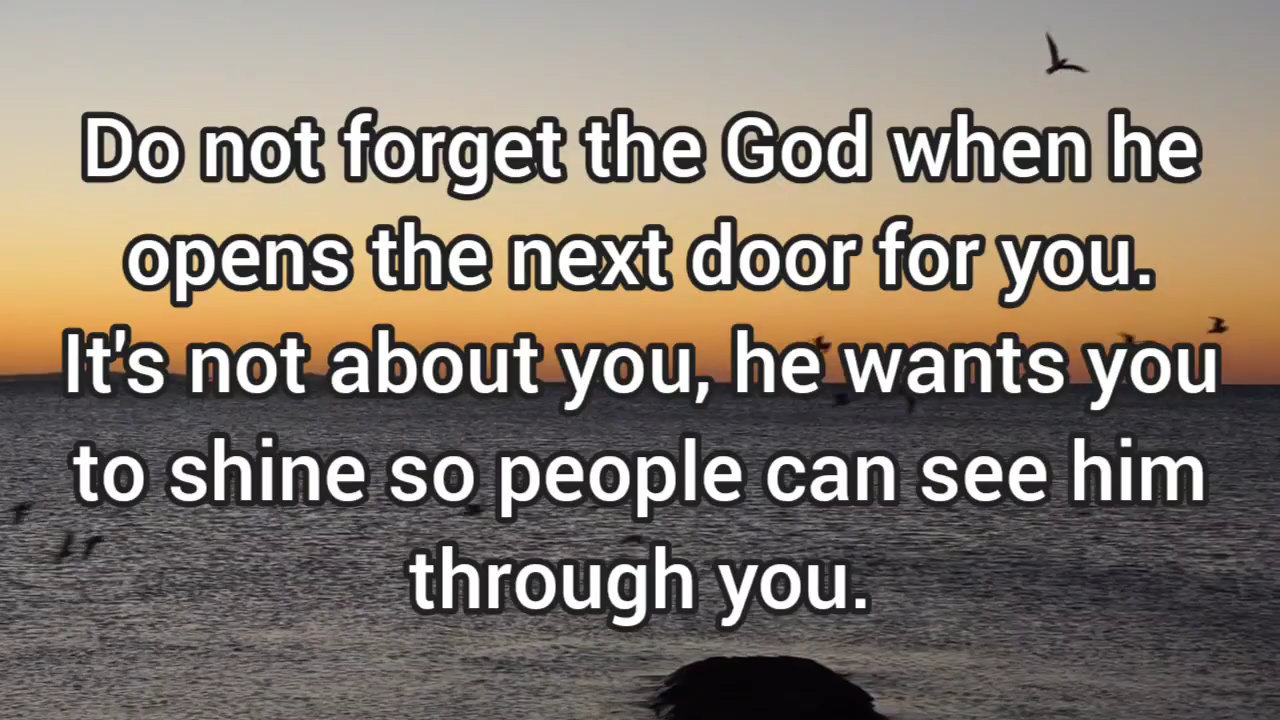 Do not forget the God when he
opens the next door for you.
It's not about you, he wants you
to shine so people can see him
through you.